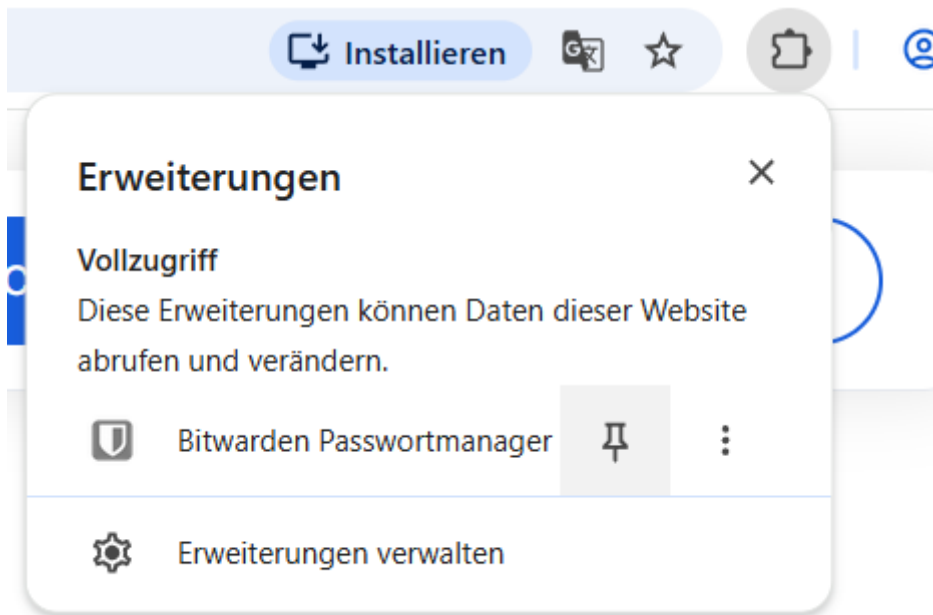 Installieren
Erweiterungen
Vollzugriff
Diese Erweiterungen können Daten dieser Website
abrufen und verändern.
Bitwarden Passwortmanager
Erweiterungen verwalten